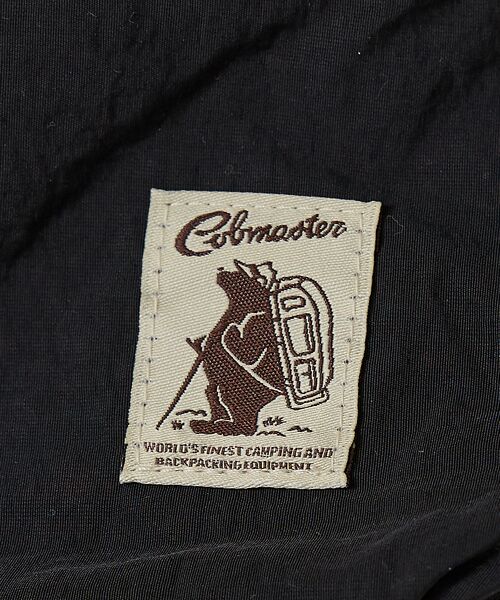 Cobmaster
WORLD'S FINEST CAMPING AND
BACKPACKING EQUIPMENT